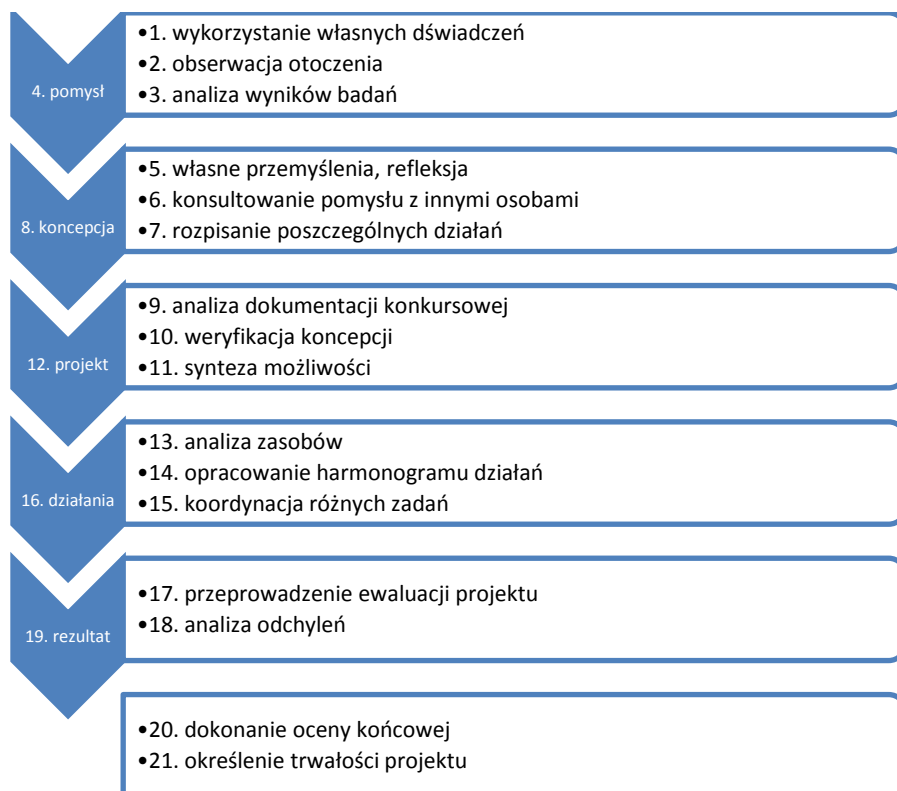 •1. wykorzystanie własnych dświadczeń
•2. obserwacja otoczenia
4. pomysł
•3. analiza wyników badań
•5. własne przemyślenia, refleksja
•6. konsultowanie pomysłu z innymi osobami
8. koncepcja
•7. rozpisanie poszczególnych działań
•9. analiza dokumentacji konkursowej
•10. weryfikacja koncepcji
12. projekt
•11. synteza możliwości
•13. analiza zasobów
•14. opracowanie harmonogramu działań
16. działania
•15. koordynacja różnych zadań
•17. przeprowadzenie ewaluacji projektu
•18. analiza odchyleń
19. rezultat
•20. dokonanie oceny końcowej
•21. określenie trwałości projektu